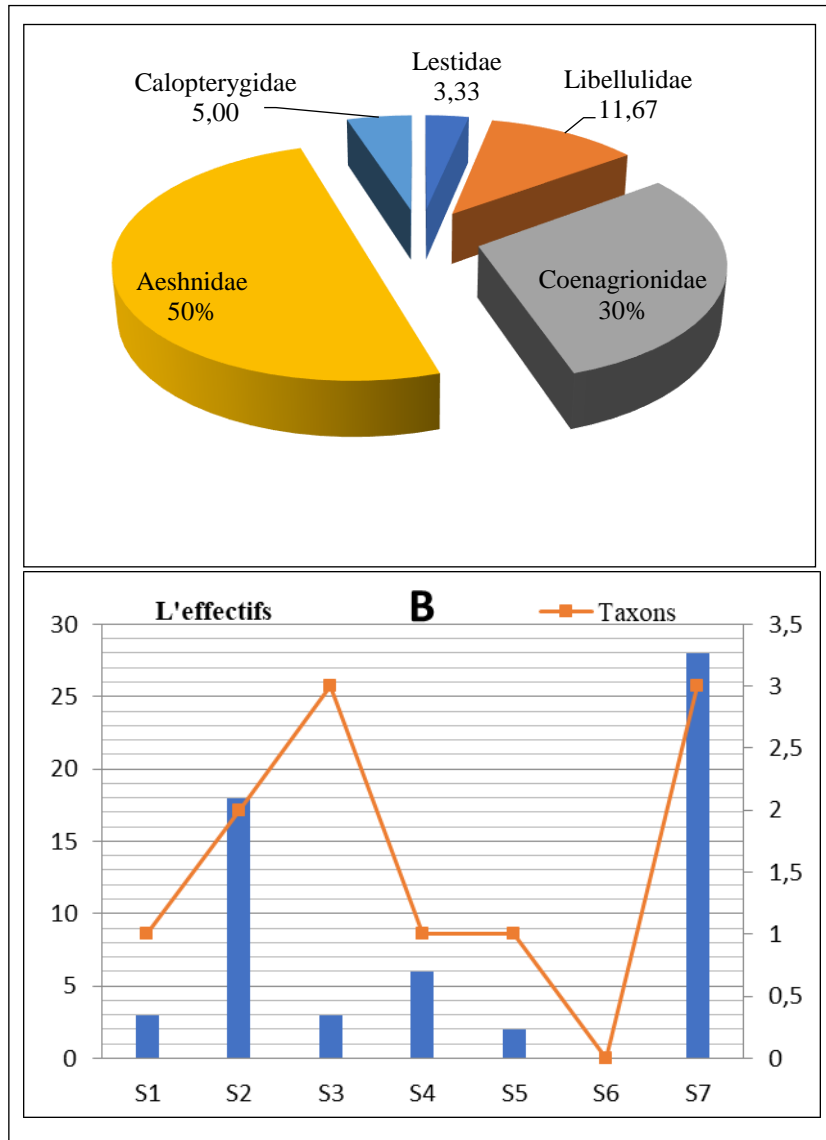 Lestidae
3,33
Calopterygidae
5,00
Libellulidae
11,67
Aeshnidae
50%
Coenagrionidae
30%
L'effectifs B Taxons
30 3,5
25 3
20 2,5
15 2
10 1,5
5 1
0 0,5
0
S1 S2 S3 S4 S5 S6 S7